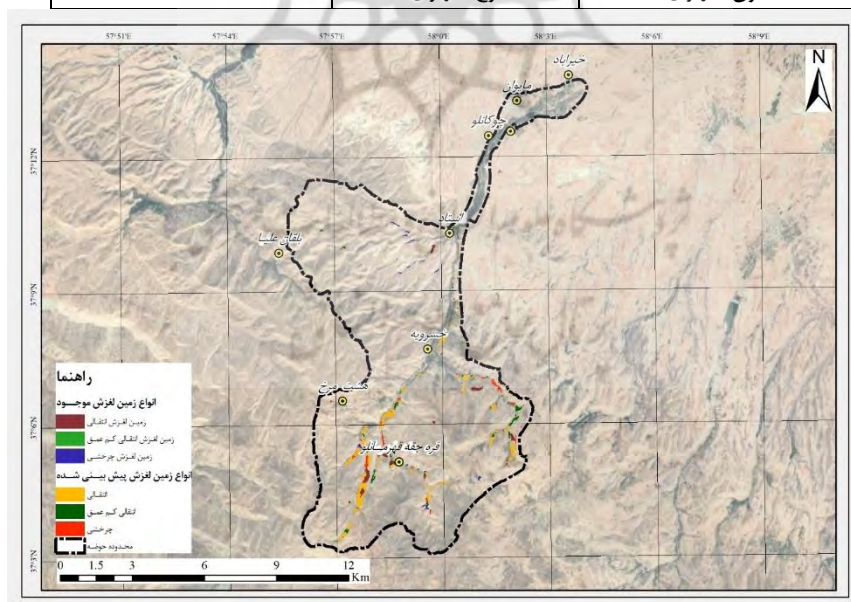 57°51'E 57°54'E 57°57'E 58°0'E 58°3'E 58°6'E 58°9'E
N
خیرآباد
مایوان
چوکانلو
37°12'N
استاد
بلقان علیا
37°9'N
خسرویه
هشت مرخ
37°6'N
قره جقه قهرمانلو
37°3'N
راهنما
انواع زمین لغزش موجود
زمین لغزش انتقالی
زمین لغزش انتقالی کم عمق
زمین لغزش چرخشی
انواع زمین لغزش پیش بینی شده
انتقالی
انتقالی کم عمق
چرخشی
محدوده حوضه
0 1.5 3 6 9 12
Km